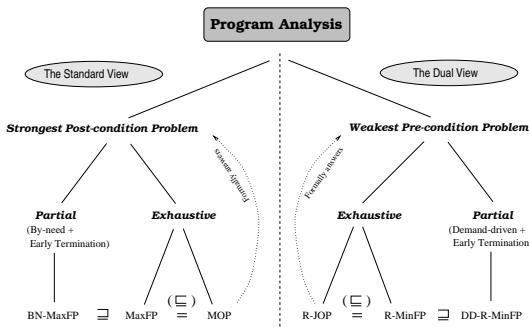 Program Analysis
The Standard View
The Dual View
Strongest Post-condition Problem
Weakest Pre-condition Problem
Formally answers
Formally answers
Partial
(By-need +
Early Termination)
Exhaustive
Exhaustive
Partial
(Demand-driven +
Early Termination
BN-MaxFP ⊒ MaxFP (⊑) = MOP
R-JOP (⊑) = R-MinFP ⊒ DD-R-MinFP